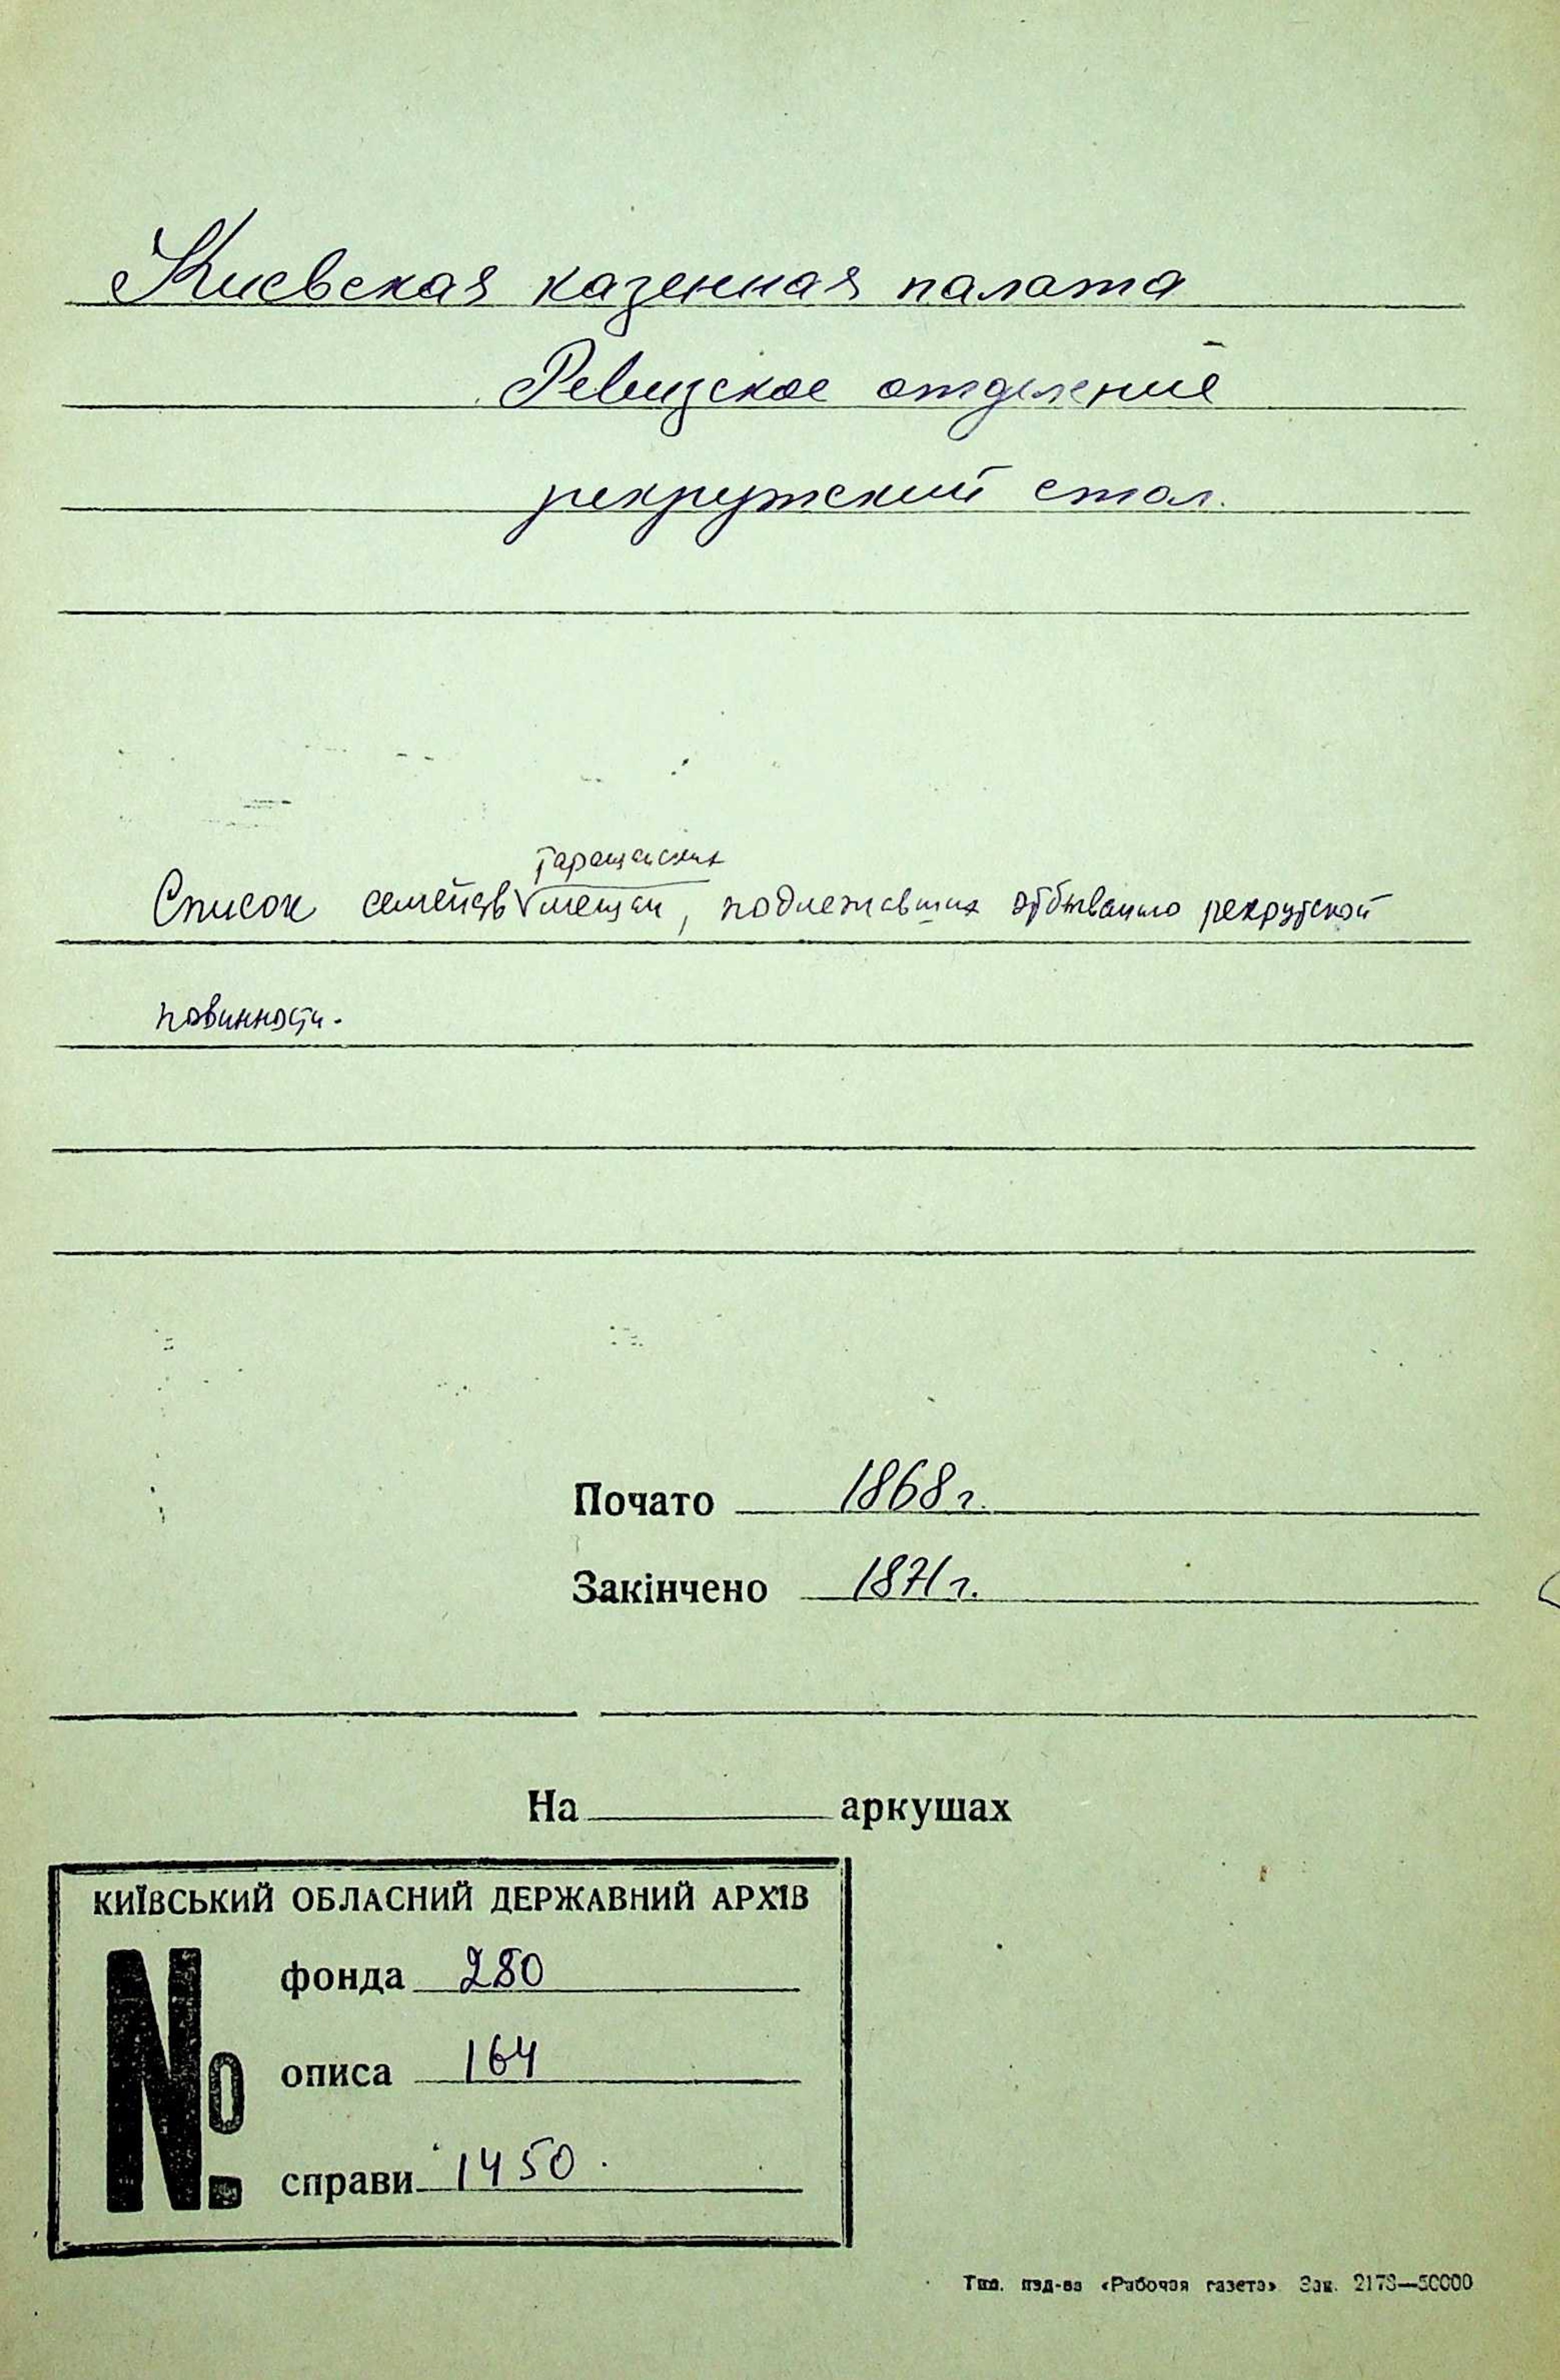 Киевская казенная палата
Ревизское отделение
рекрутский стол.
таращанских
Список семейств √ мещан, подлежавших отбыванию рекрутской
повинности.
Почато 1868 г.
Закінчено 1871 г.
На аркушах
КИЇВСЬКИЙ ОБЛАСНИЙ ДЕРЖАВНИЙ АРХІВ
№
фонда 280
описа 164
справи 1450.
Тип. изд-ва «Рабочая газета» Зак. 2173—50000